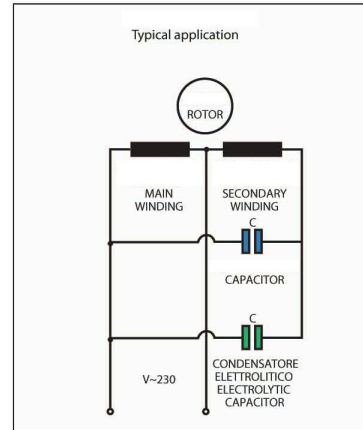 Typical application
ROTOR
MAIN
WINDING
SECONDARY
WINDING
C
CAPACITOR
C
CONDENSATORE
ELETTROLITICO
ELECTROLYTIC
CAPACITOR
V~230